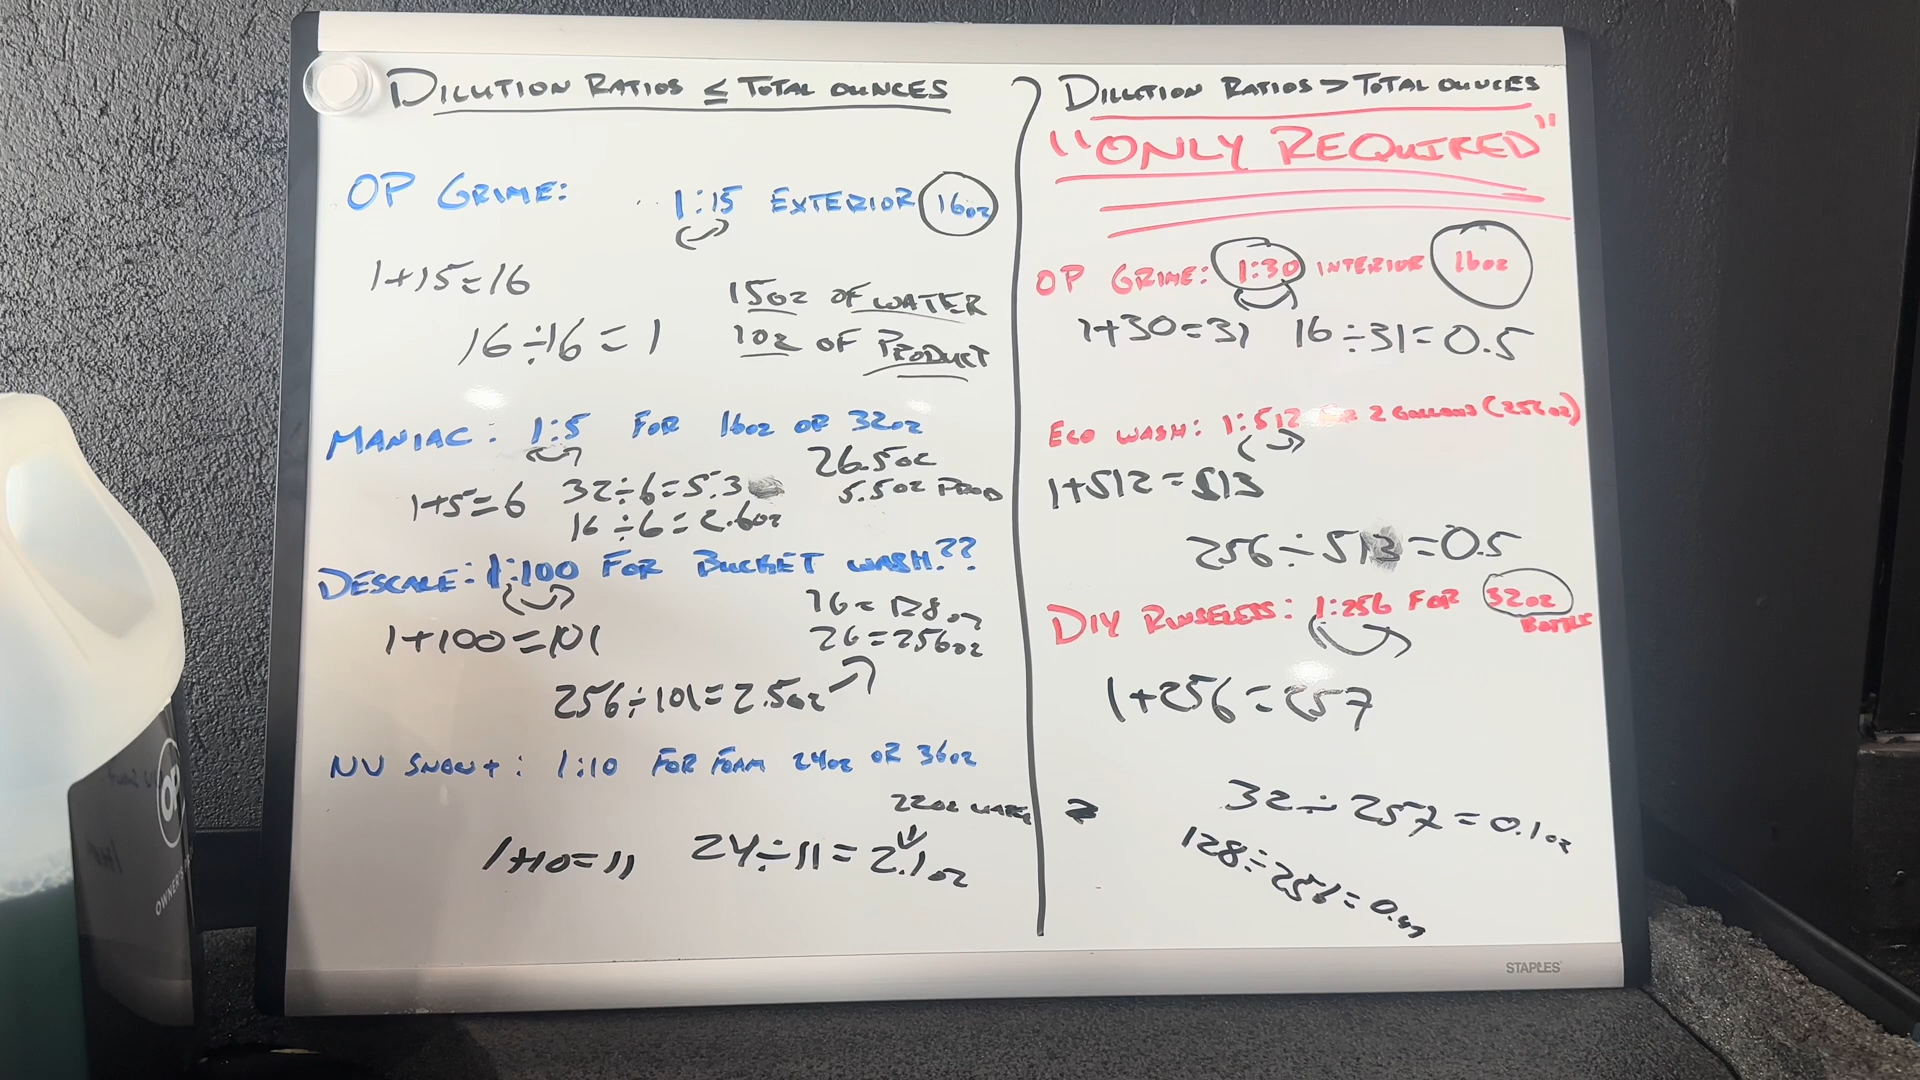 DILUTION RATIOS ≤ TOTAL OUNCES
OP GRIME: 1:15 EXTERIOR 16oz
1+15=16
16÷16=1
15oz OF WATER
1oz OF PRODUCT
MANIAC: 1:5 FOR 16oz OR 32oz
1+5=6
32÷6=5.3
16÷6=2.6oz
26.5oz
5.5oz PROD
DESCALE: 1:100 FOR BUCKET WASH??
1+100=101
1G=128oz
2G=256oz
256÷101=2.5oz
NV SNOW+: 1:10 FOR FOAM 24oz OR 36oz
22oz WATER
1+10=11
24÷11=2.1oz
DILUTION RATIOS > TOTAL OUNCES
"ONLY REQUIRED"
OP GRIME: 1:30 INTERIOR 16oz
1+30=31
16÷31=0.5
ECO WASH: 1:512 2 GALLONS (256oz)
1+512=513
256÷513=0.5
DIY RINSELESS: 1:256 FOR 32oz
BOTTLE
1+256=257
32÷257=0.1oz
128÷256=
STAPLES
OP